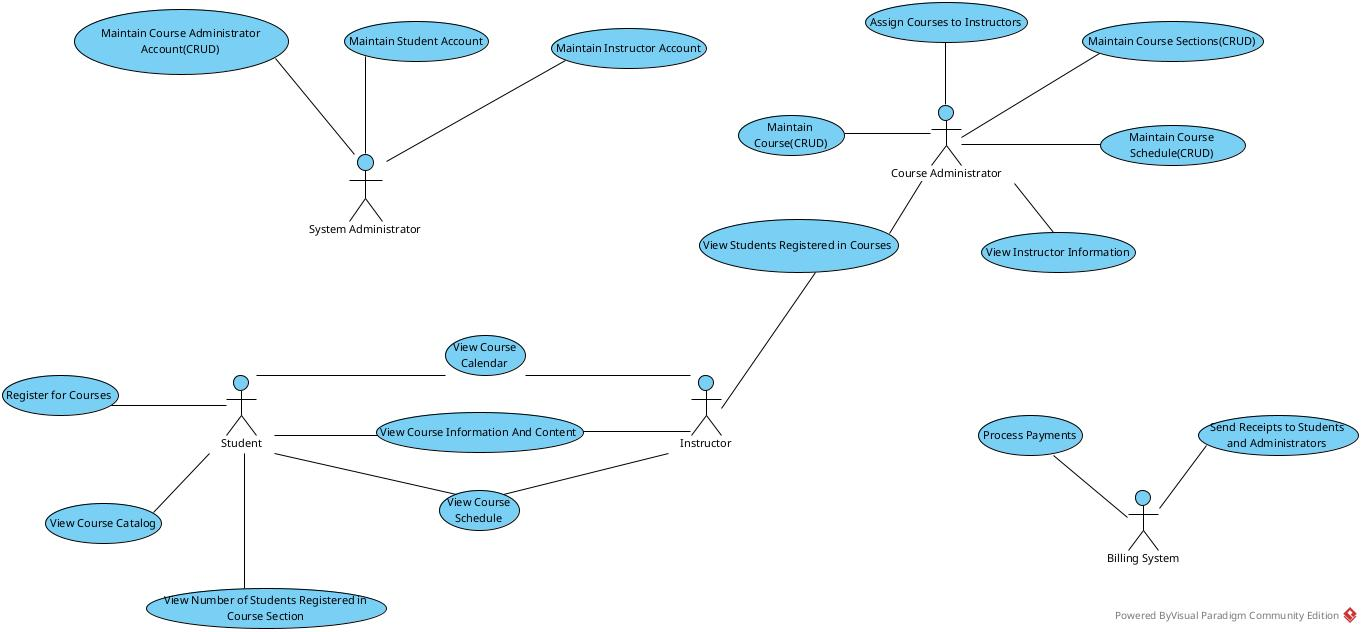 Assign Courses to Instructors
Maintain Course Administrator
Account(CRUD)
Maintain Student Account
Maintain Instructor Account
Maintain Course Sections(CRUD)
Maintain
Course(CRUD)
Maintain Course
Schedule(CRUD)
Course Administrator
System Administrator
View Students Registered in Courses
View Instructor Information
View Course
Calendar
Register for Courses
View Course Information And Content
Student
Instructor
Process Payments
Send Receipts to Students
and Administrators
View Course
Schedule
View Course Catalog
Billing System
View Number of Students Registered in
Course Section
Powered ByVisual Paradigm Community Edition